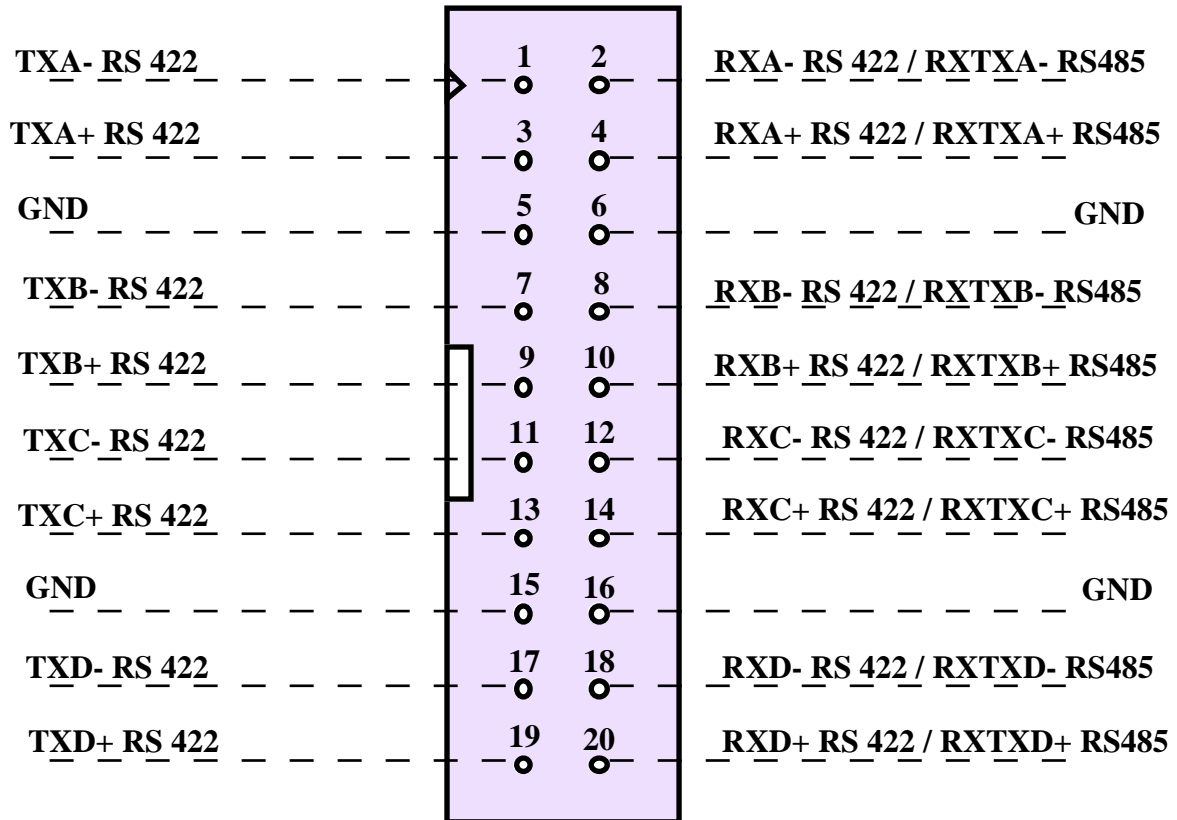 TXA- RS 422 1 2 RXA- RS 422 / RXTXA- RS485
TXA+ RS 422 3 4 RXA+ RS 422 / RXTXA+ RS485
GND 5 6 GND
TXB- RS 422 7 8 RXB- RS 422 / RXTXB- RS485
TXB+ RS 422 9 10 RXB+ RS 422 / RXTXB+ RS485
TXC- RS 422 11 12 RXC- RS 422 / RXTXC- RS485
TXC+ RS 422 13 14 RXC+ RS 422 / RXTXC+ RS485
GND 15 16 GND
TXD- RS 422 17 18 RXD- RS 422 / RXTXD- RS485
TXD+ RS 422 19 20 RXD+ RS 422 / RXTXD+ RS485